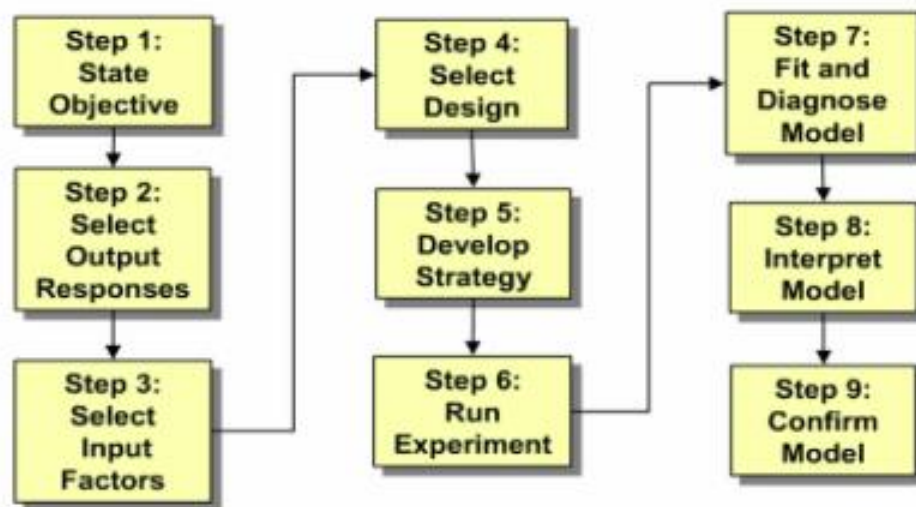 Step 1:
State
Objective
Step 2:
Select
Output
Responses
Step 3:
Select
Input
Factors
Step 4:
Select
Design
Step 5:
Develop
Strategy
Step 6:
Run
Experiment
Step 7:
Fit and
Diagnose
Model
Step 8:
Interpret
Model
Step 9:
Confirm
Model